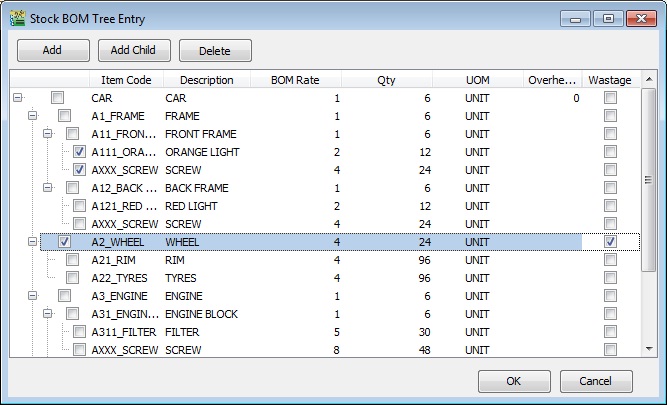 Stock BOM Tree Entry
Add Add Child Delete
Item Code Description BOM Rate Qty UOM Overhe... Wastage
CAR CAR 1 6 UNIT 0
A1_FRAME FRAME 1 6 UNIT
A11_FRON... FRONT FRAME 1 6 UNIT
A111_ORA... ORANGE LIGHT 2 12 UNIT
AXXX_SCREW SCREW 4 24 UNIT
A12_BACK ... BACK FRAME 1 6 UNIT
A121_RED ... RED LIGHT 2 12 UNIT
AXXX_SCREW SCREW 4 24 UNIT
A2_WHEEL WHEEL 4 24 UNIT
A21_RIM RIM 4 96 UNIT
A22_TYRES TYRES 4 96 UNIT
A3_ENGINE ENGINE 1 6 UNIT
A31_ENGIN... ENGINE BLOCK 1 6 UNIT
A311_FILTER FILTER 5 30 UNIT
AXXX_SCREW SCREW 8 48 UNIT
OK Cancel